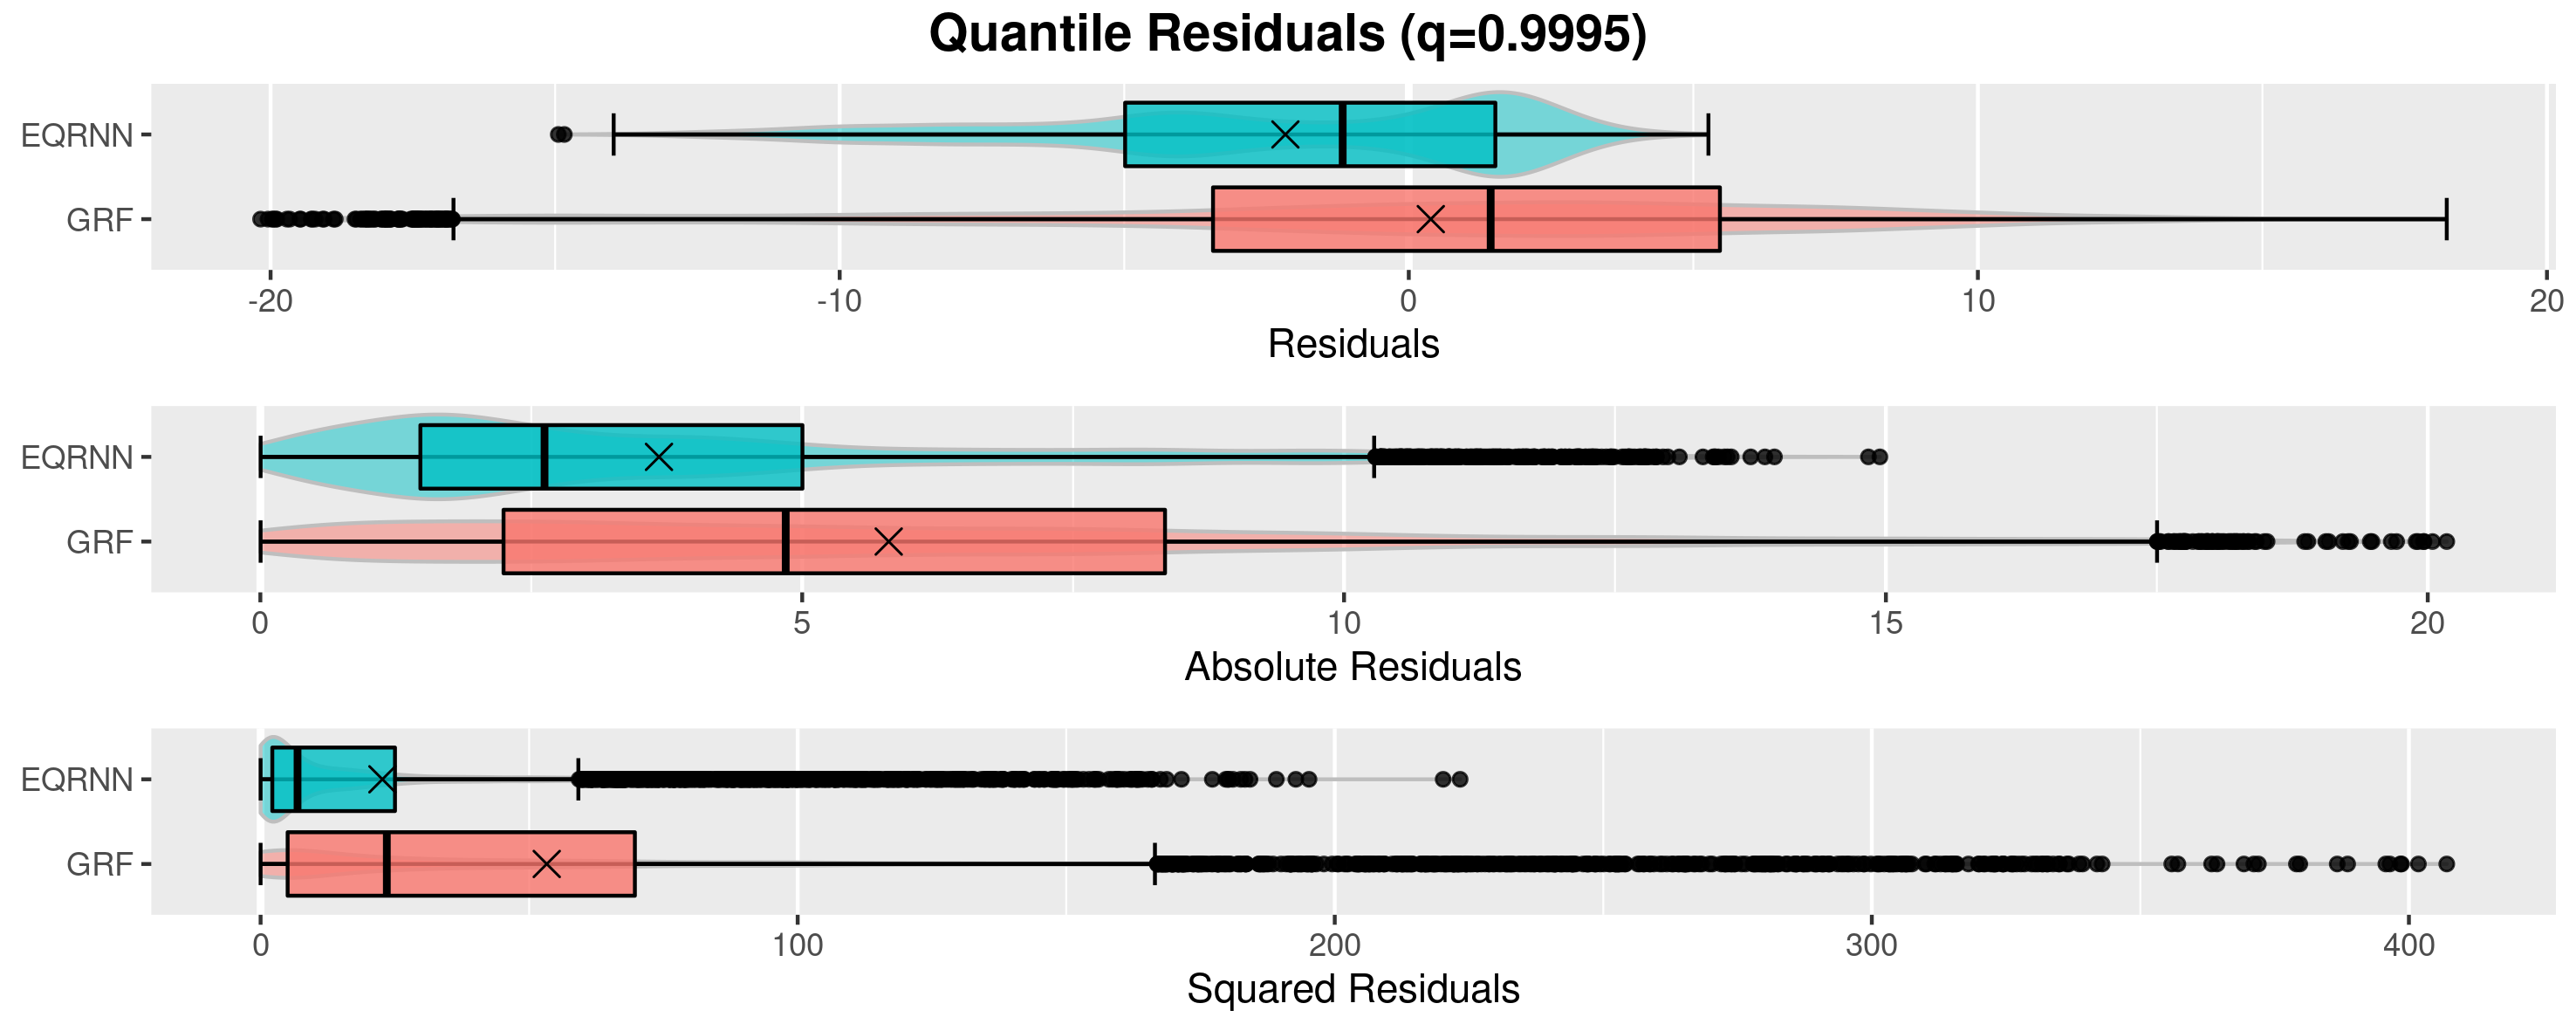 Quantile Residuals (q=0.9995)
EQRNN
GRF
-20 -10 0 10 20
Residuals
EQRNN
GRF
0 5 10 15 20
Absolute Residuals
EQRNN
GRF
0 100 200 300 400
Squared Residuals